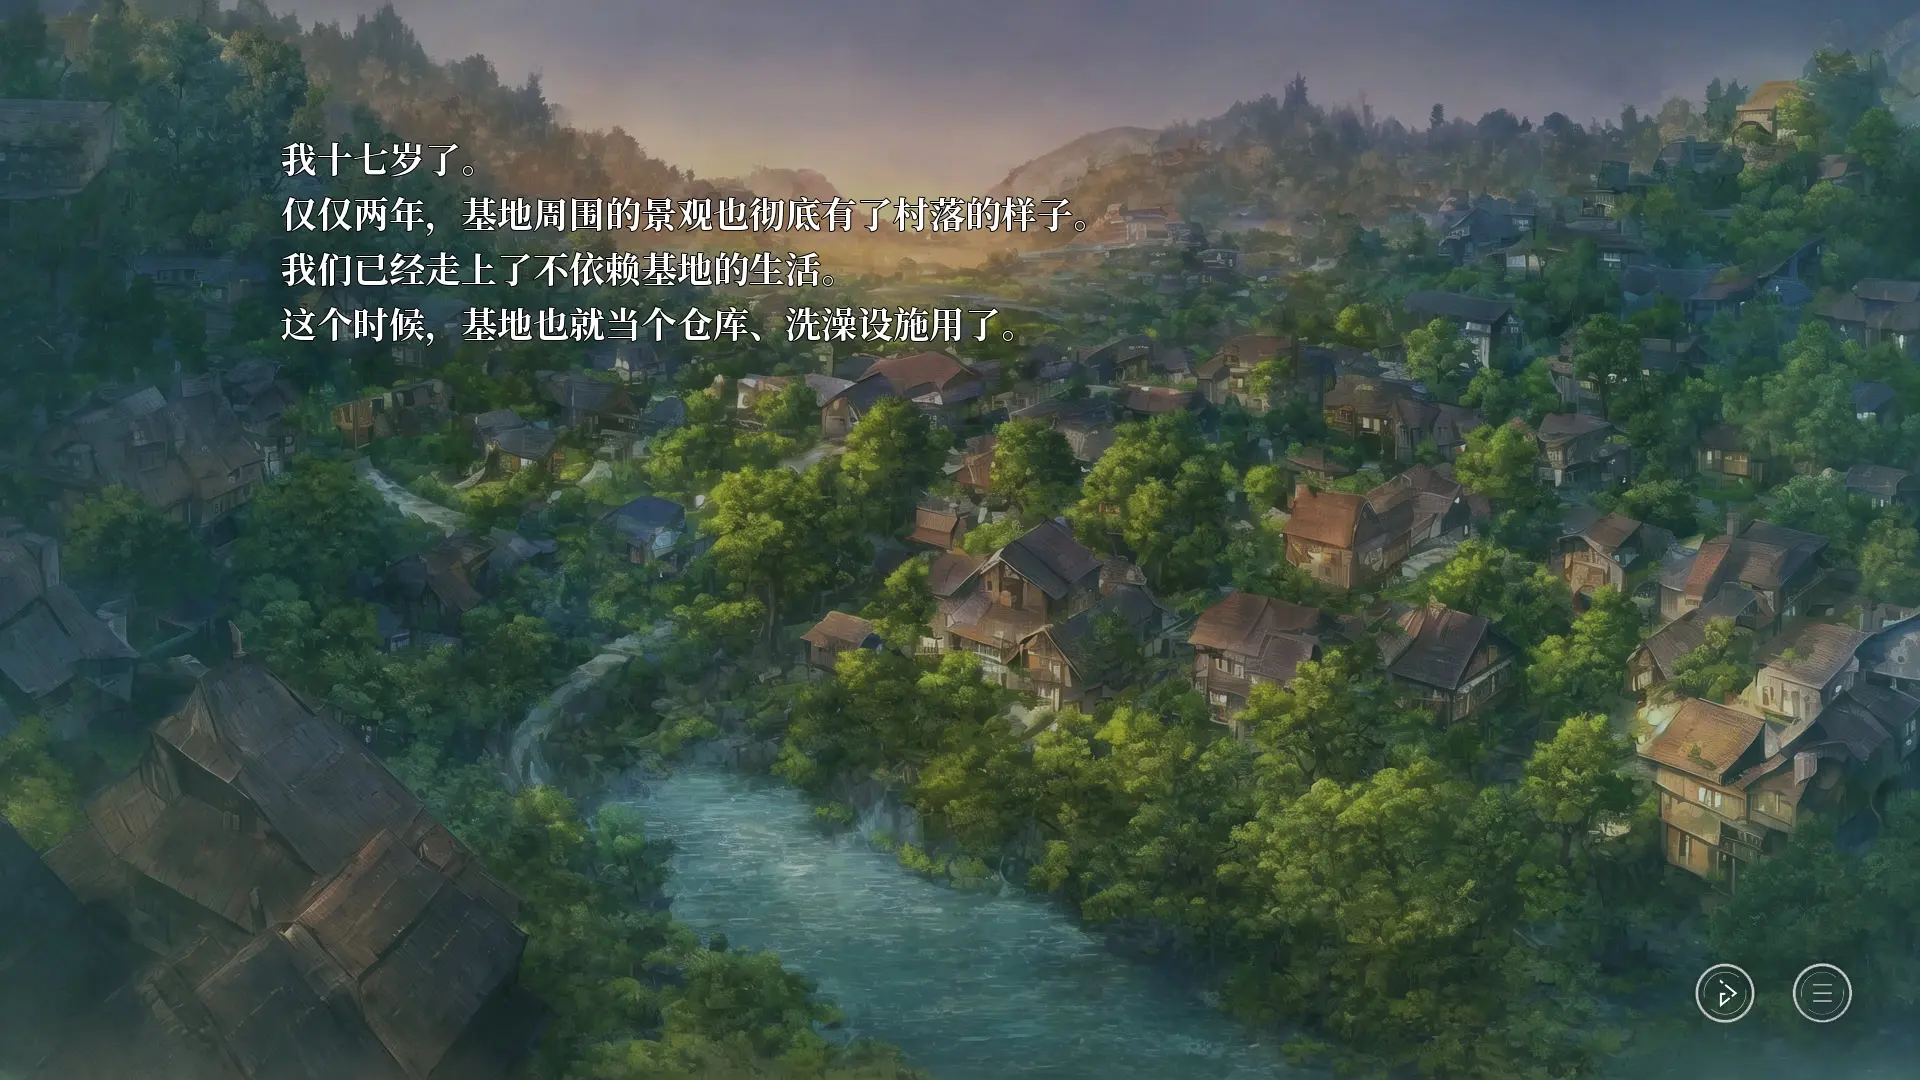 我十七岁了。
仅仅两年，基地周围的景观也彻底有了村落的样子。
我们已经走上了不依赖基地的生活。
这个时候，基地也就当个仓库、洗澡设施用了。